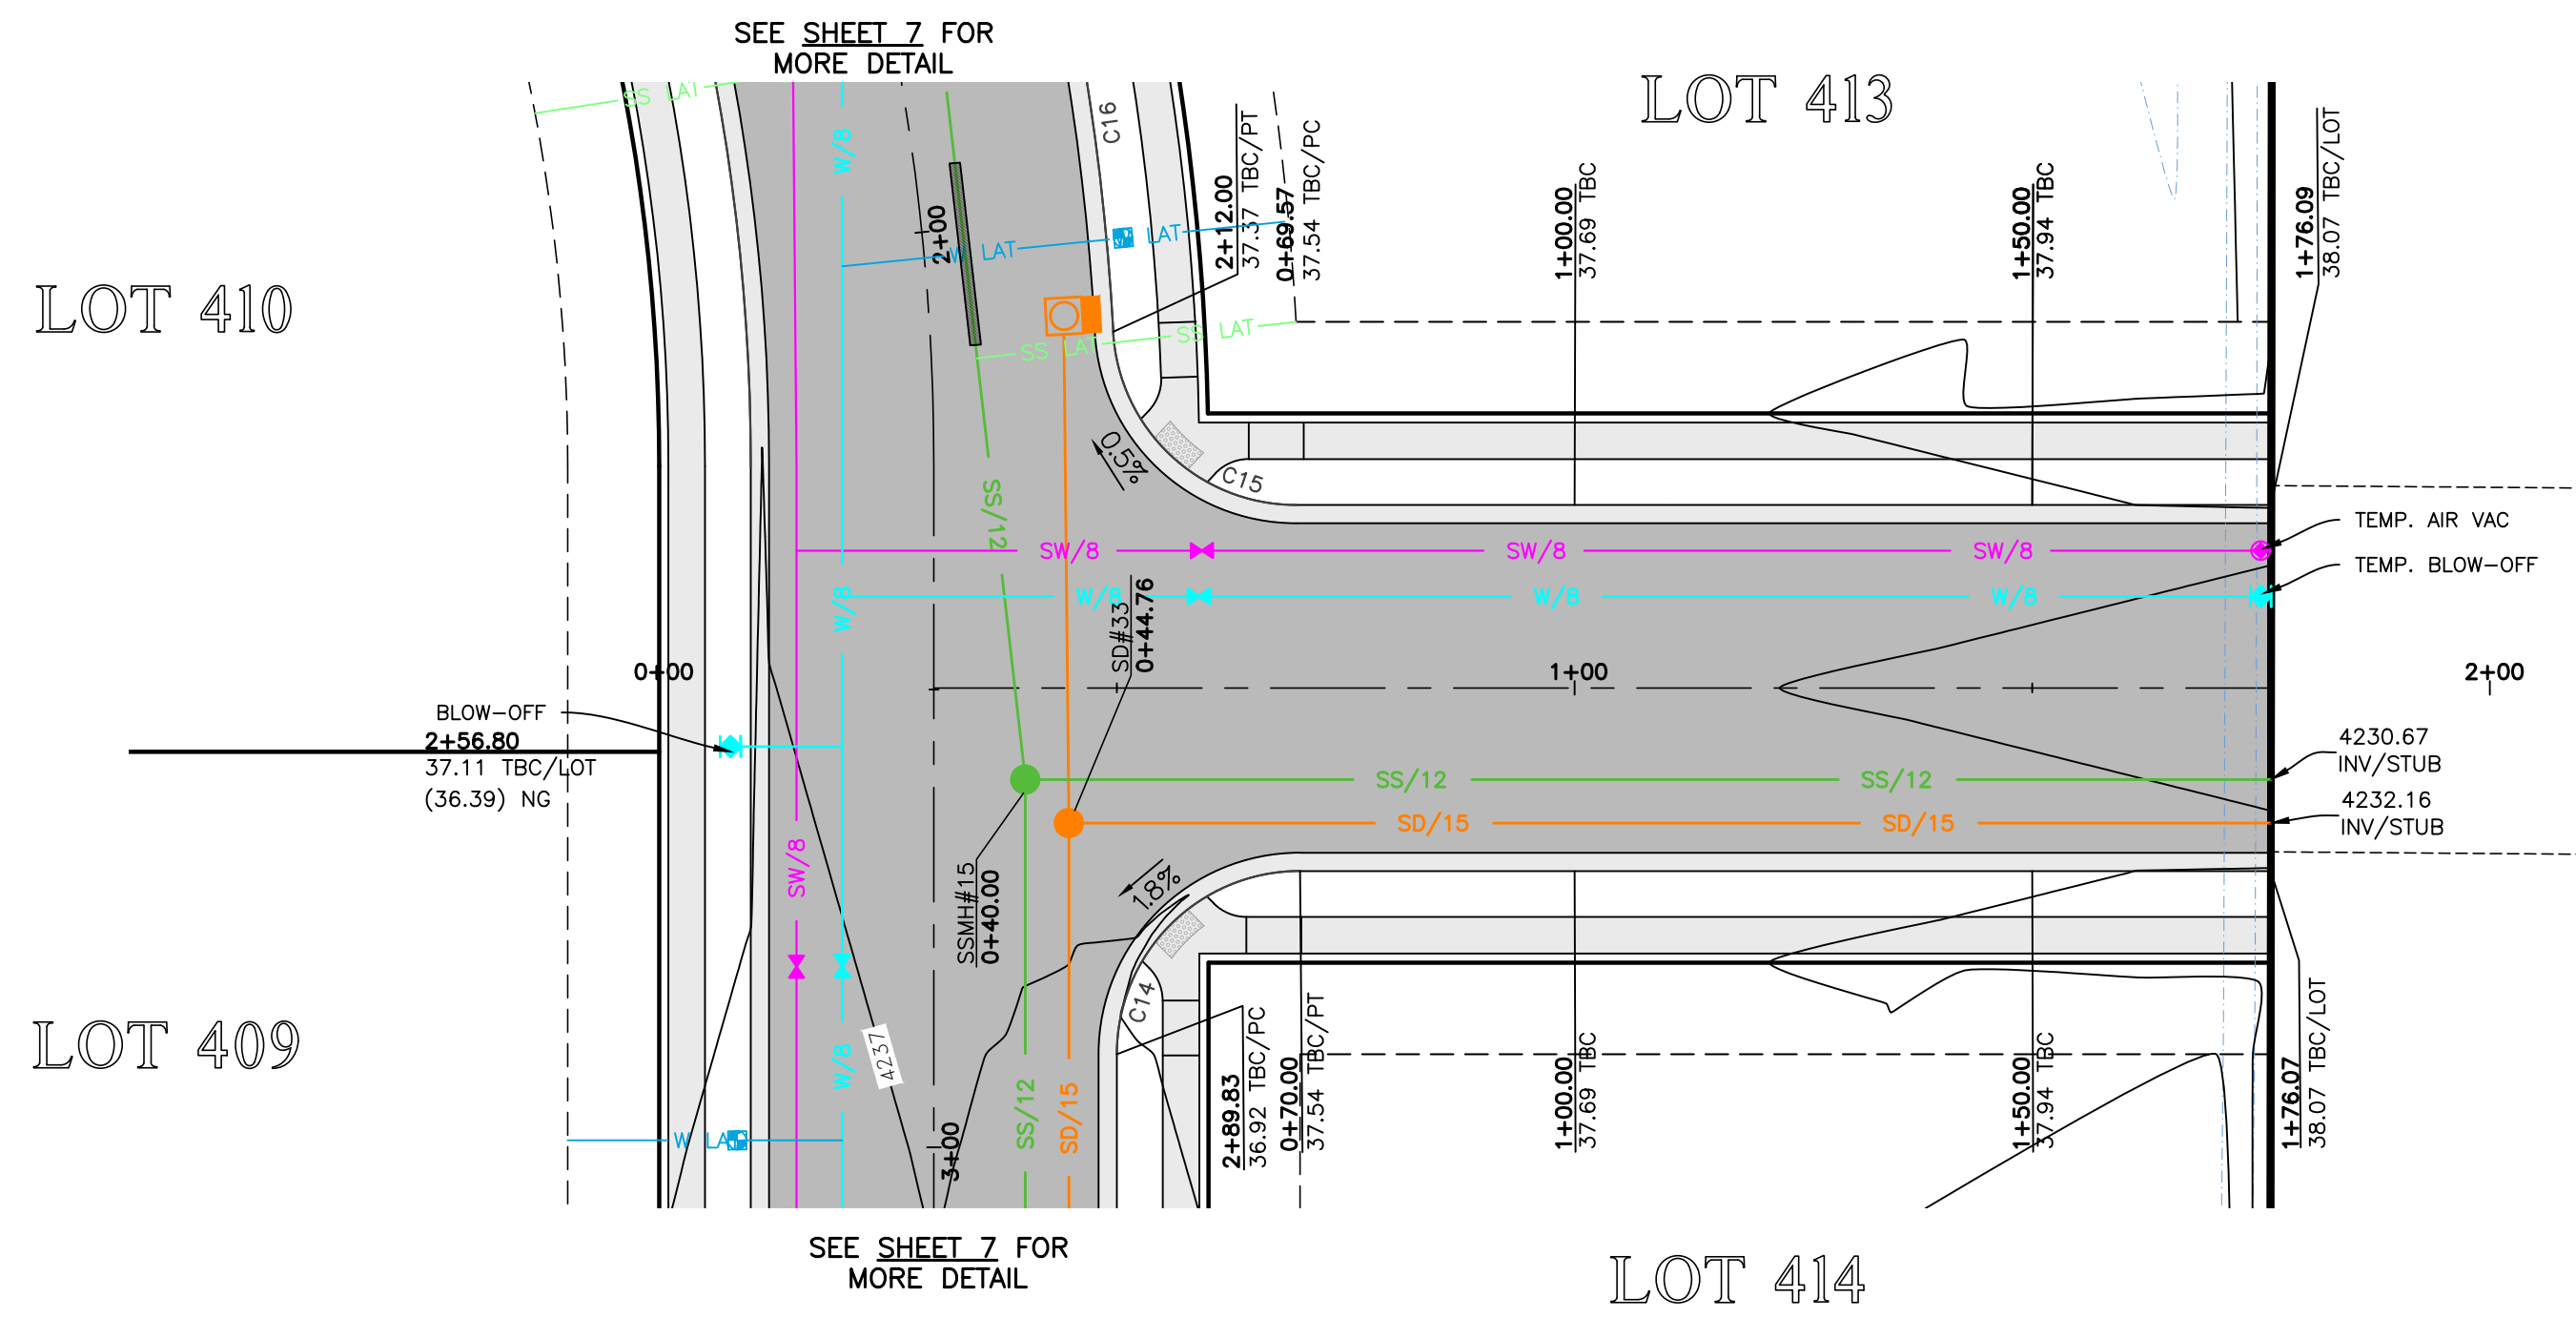 SEE SHEET 7 FOR
MORE DETAIL
LOT 413
SS LAT
W/8
C16
2+12.00
37.37 TBC/PT
0+69.57
37.54 TBC/PC
1+00.00
37.69 TBC
1+50.00
37.94 TBC
1+76.09
38.07 TBC/LOT
2+00
W LAT
LAT
LOT 410
SS LAT
SS LAT
0.5%
C15
SS/12
SW/8
SW/8
SW/8
TEMP. AIR VAC
TEMP. BLOW-OFF
W/8
W/8
W/8
W/8
SD#33
0+44.76
0+00
1+00
2+00
BLOW-OFF
2+56.80
37.11 TBC/LOT
(36.39) NG
4230.67
INV/STUB
4232.16
INV/STUB
SS/12
SS/12
SD/15
SD/15
SW/8
SSMH#15
0+40.00
1.8%
C14
LOT 409
4237
W/8
W LAT
SS/12
SD/15
3+00
2+89.83
36.92 TBC/PC
0+70.00
37.54 TBC/PT
1+00.00
37.69 TBC
1+50.00
37.94 TBC
1+76.07
38.07 TBC/LOT
SEE SHEET 7 FOR
MORE DETAIL
LOT 414